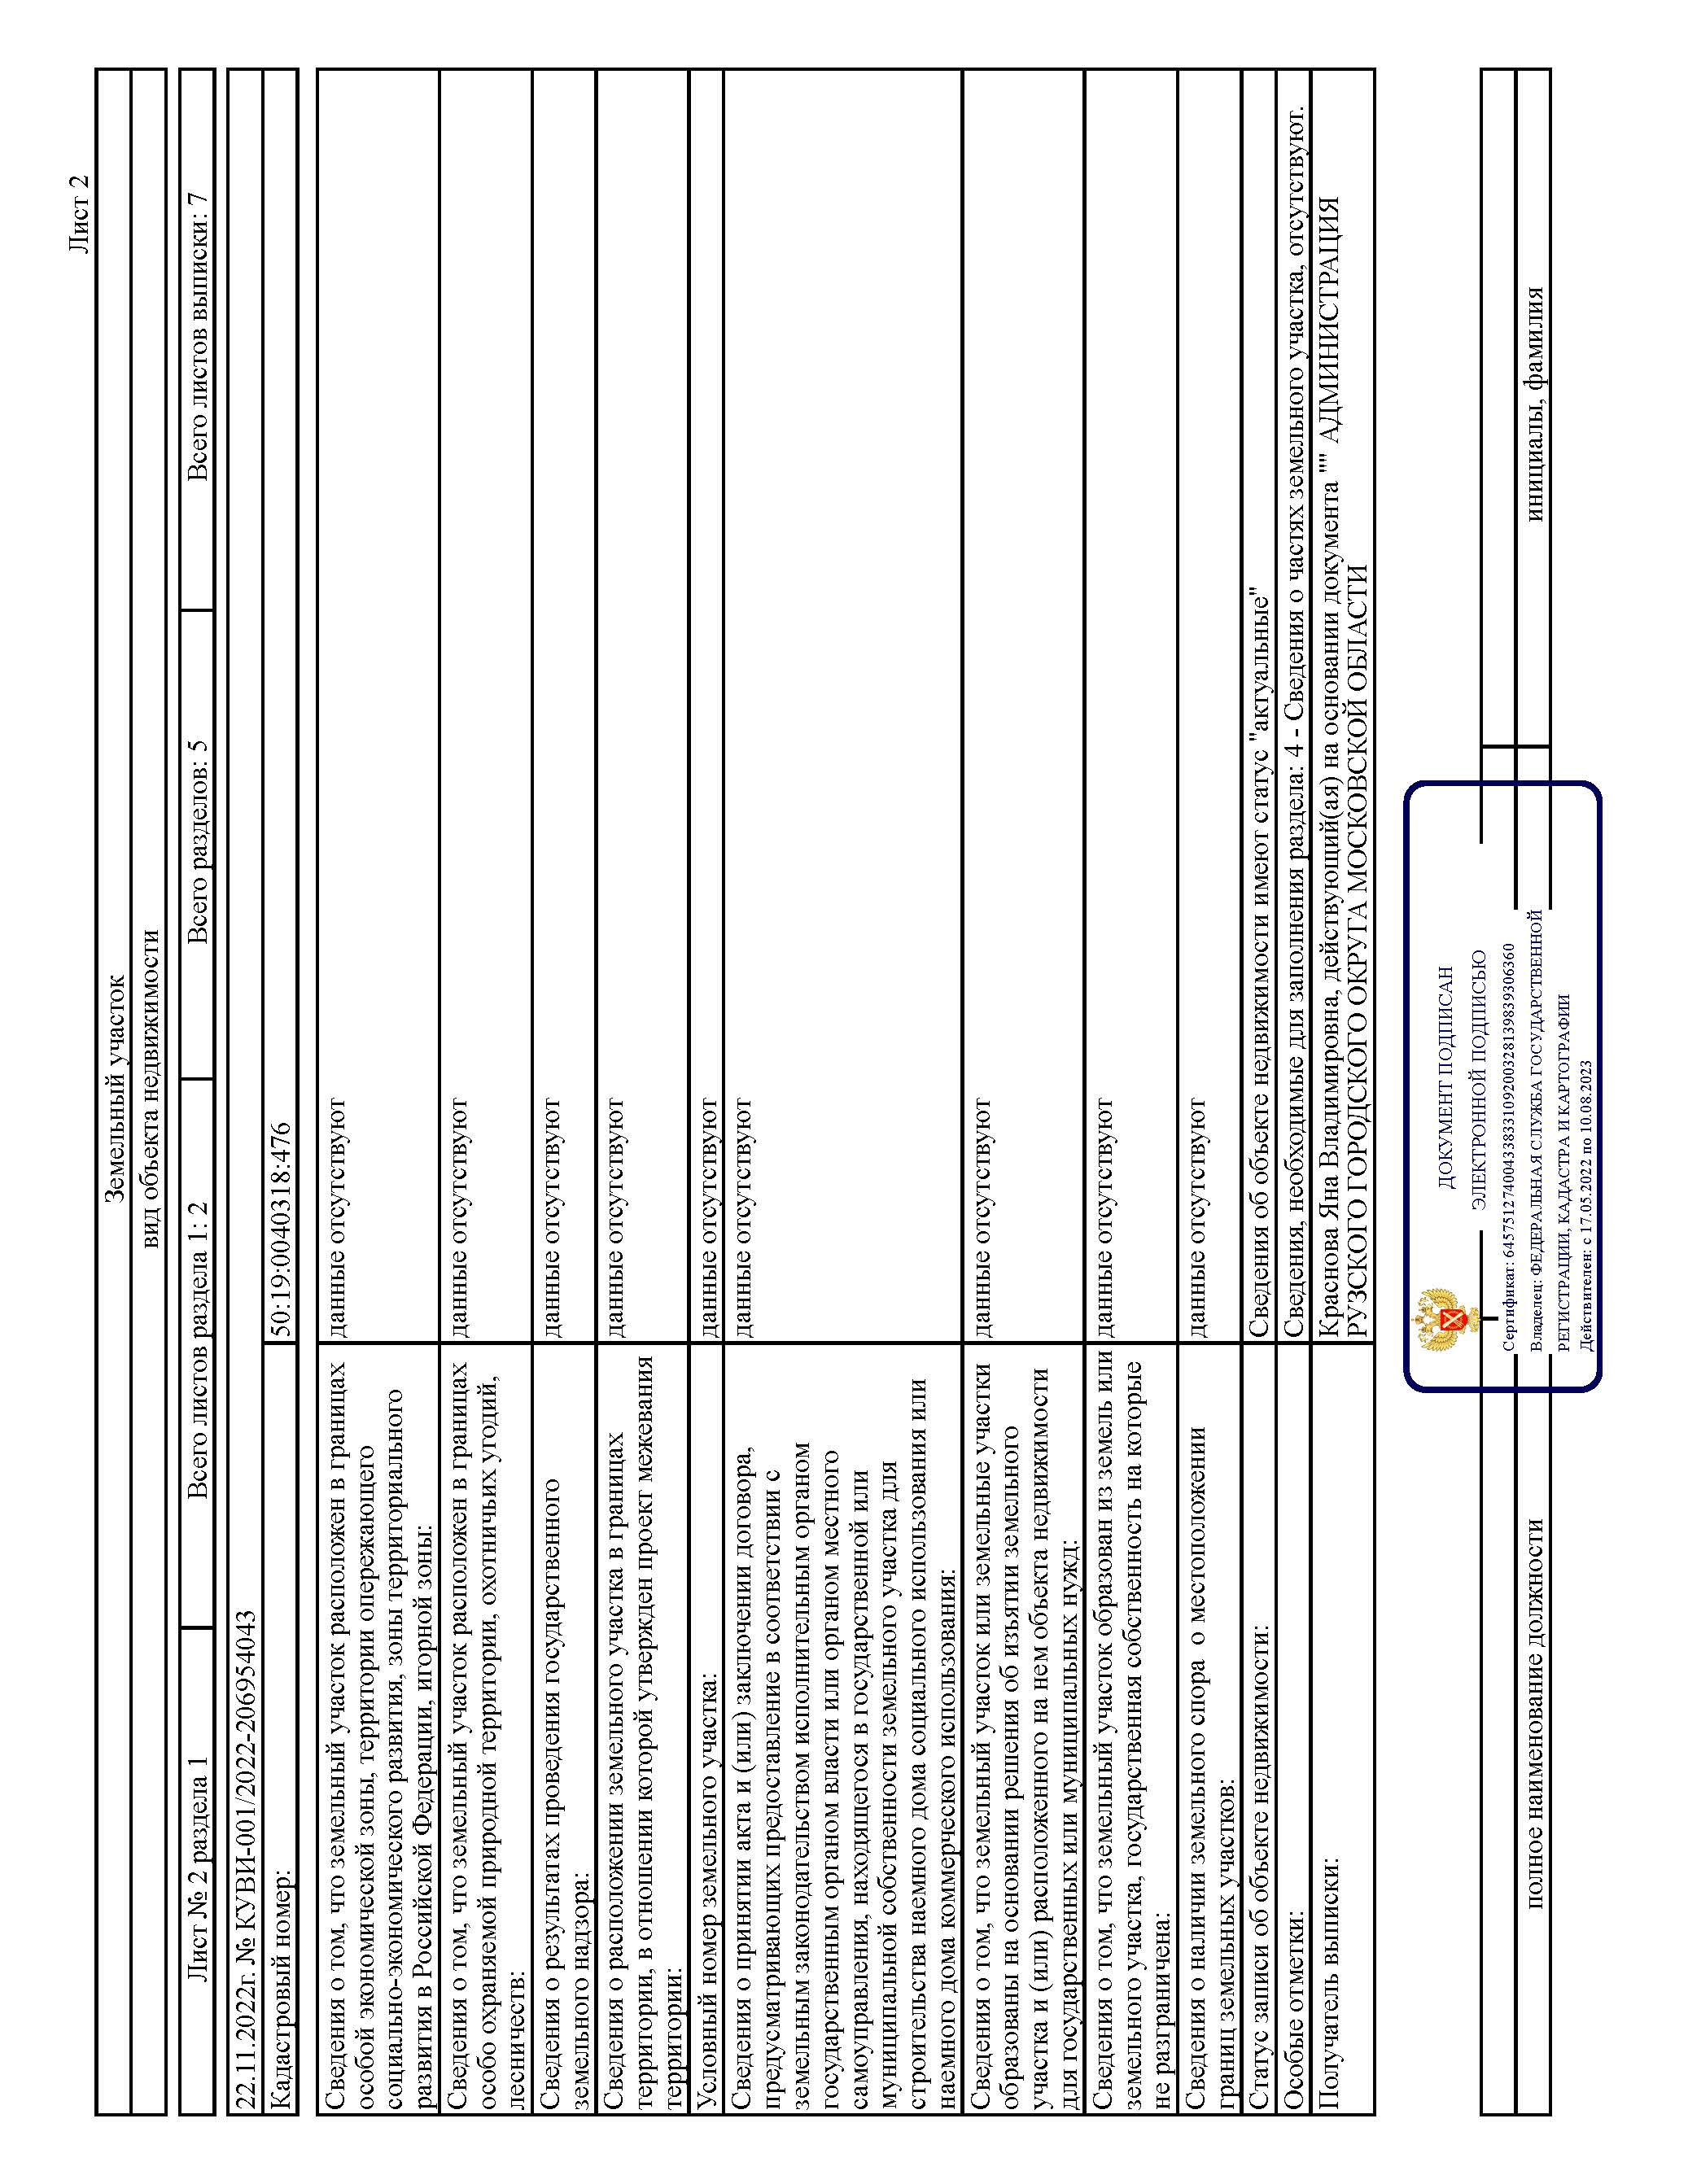 Лист 2
Земельный участок
вид объекта недвижимости
Лист № 2 раздела 1
Всего листов раздела 1: 2
Всего разделов: 5
Всего листов выписки: 7
22.11.2022г. № КУВИ-001/2022-206954043
Кадастровый номер:
50:19:0040318:476
Сведения о том, что земельный участок расположен в границах
особой экономической зоны, территории опережающего
социально-экономического развития, зоны территориального
развития в Российской Федерации, игорной зоны:
данные отсутствуют
Сведения о том, что земельный участок расположен в границах
особо охраняемой природной территории, охотничьих угодий,
лесничеств:
данные отсутствуют
Сведения о результатах проведения государственного
земельного надзора:
данные отсутствуют
Сведения о расположении земельного участка в границах
территории, в отношении которой утвержден проект межевания
территории:
данные отсутствуют
Условный номер земельного участка:
данные отсутствуют
Сведения о принятии акта и (или) заключении договора,
предусматривающих предоставление в соответствии с
земельным законодательством исполнительным органом
государственным органом власти или органом местного
самоуправления, находящегося в государственной или
муниципальной собственности земельного участка для
строительства наемного дома социального использования или
наемного дома коммерческого использования:
данные отсутствуют
Сведения о том, что земельный участок или земельные участки
образованы на основании решения об изъятии земельного
участка и (или) расположенного на нем объекта недвижимости
для государственных или муниципальных нужд:
данные отсутствуют
Сведения о том, что земельный участок образован из земель или
земельного участка, государственная собственность на которые
не разграничена:
данные отсутствуют
Сведения о наличии земельного спора о местоположении
границ земельных участков:
данные отсутствуют
Статус записи об объекте недвижимости:
Сведения об объекте недвижимости имеют статус "актуальные"
Особые отметки:
Сведения, необходимые для заполнения раздела: 4 - Сведения о частях земельного участка, отсутствуют.
Получатель выписки:
Краснова Яна Владимировна, действующий(ая) на основании документа "" АДМИНИСТРАЦИЯ
РУЗСКОГО ГОРОДСКОГО ОКРУГА МОСКОВСКОЙ ОБЛАСТИ
ДОКУМЕНТ ПОДПИСАН
ЭЛЕКТРОННОЙ ПОДПИСЬЮ
Сертификат: 645751274004338331092003281398393063​60
Владелец: ФЕДЕРАЛЬНАЯ СЛУЖБА ГОСУДАРСТВЕННОЙ
РЕГИСТРАЦИИ, КАДАСТРА И КАРТОГРАФИИ
Действителен: с 17.05.2022 по 10.08.2023
полное наименование должности
инициалы, фамилия